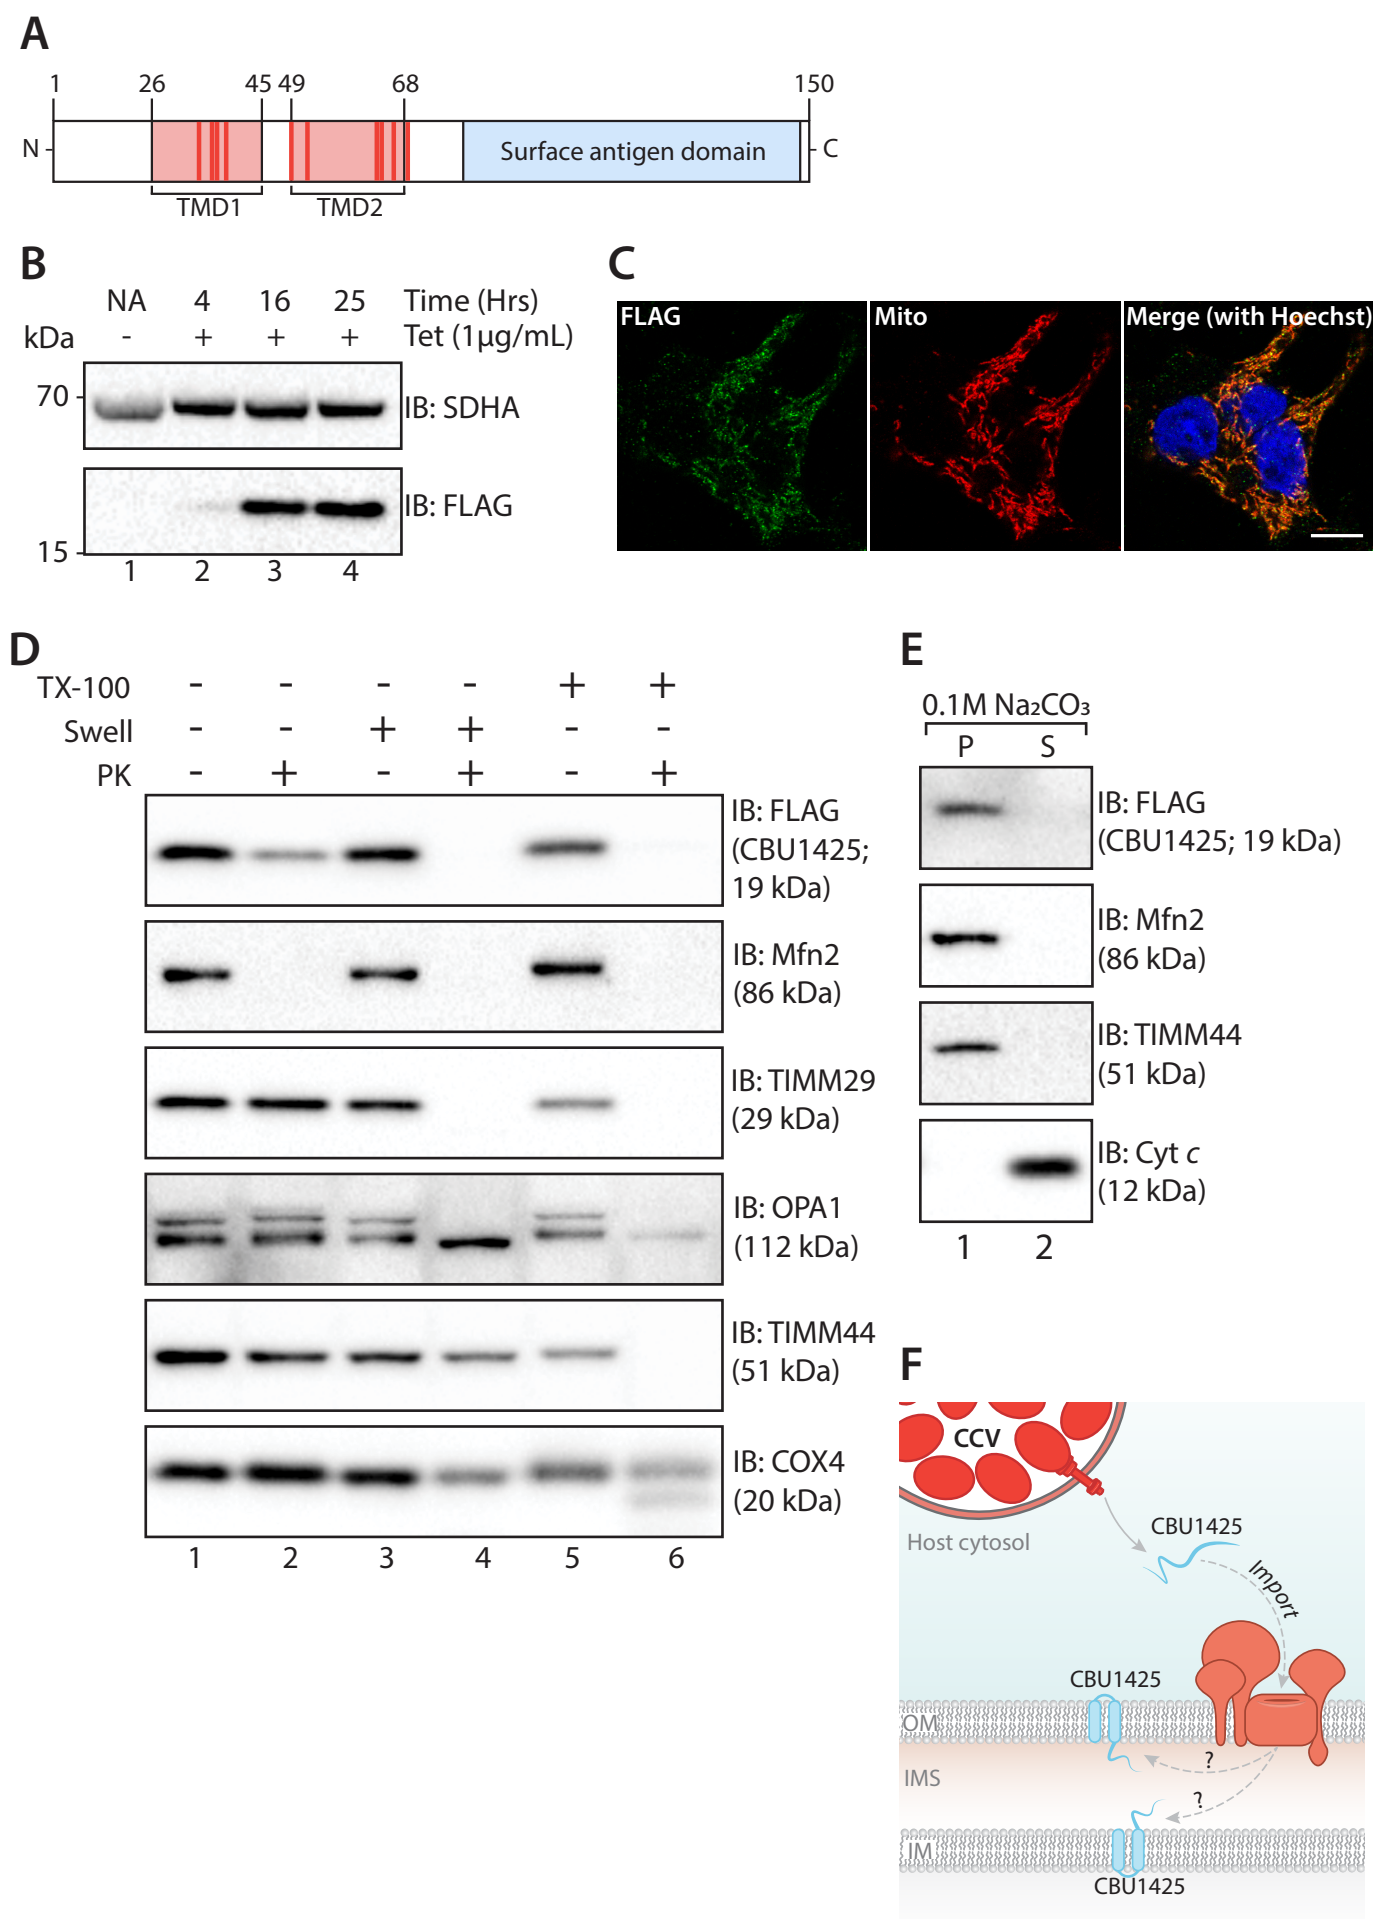 A
1 26 45 49 68 150
N Surface antigen domain C
TMD1 TMD2
B
NA 4 16 25 Time (Hrs)
kDa - + + + Tet (1µg/mL)
70 IB: SDHA
IB: FLAG
15
1 2 3 4
C
FLAG Mito Merge (with Hoechst)
D
TX-100 - - - - + +
Swell - - + + - -
PK - + - + - +
IB: FLAG
(CBU1425;
19 kDa)
IB: Mfn2
(86 kDa)
IB: TIMM29
(29 kDa)
IB: OPA1
(112 kDa)
IB: TIMM44
(51 kDa)
IB: COX4
(20 kDa)
1 2 3 4 5 6
E
0.1M Na₂CO₃
P S
IB: FLAG
(CBU1425; 19 kDa)
IB: Mfn2
(86 kDa)
IB: TIMM44
(51 kDa)
IB: Cyt c
(12 kDa)
1 2
F
CCV
Host cytosol
CBU1425
Import
CBU1425
OM
IMS
?
?
IM
CBU1425